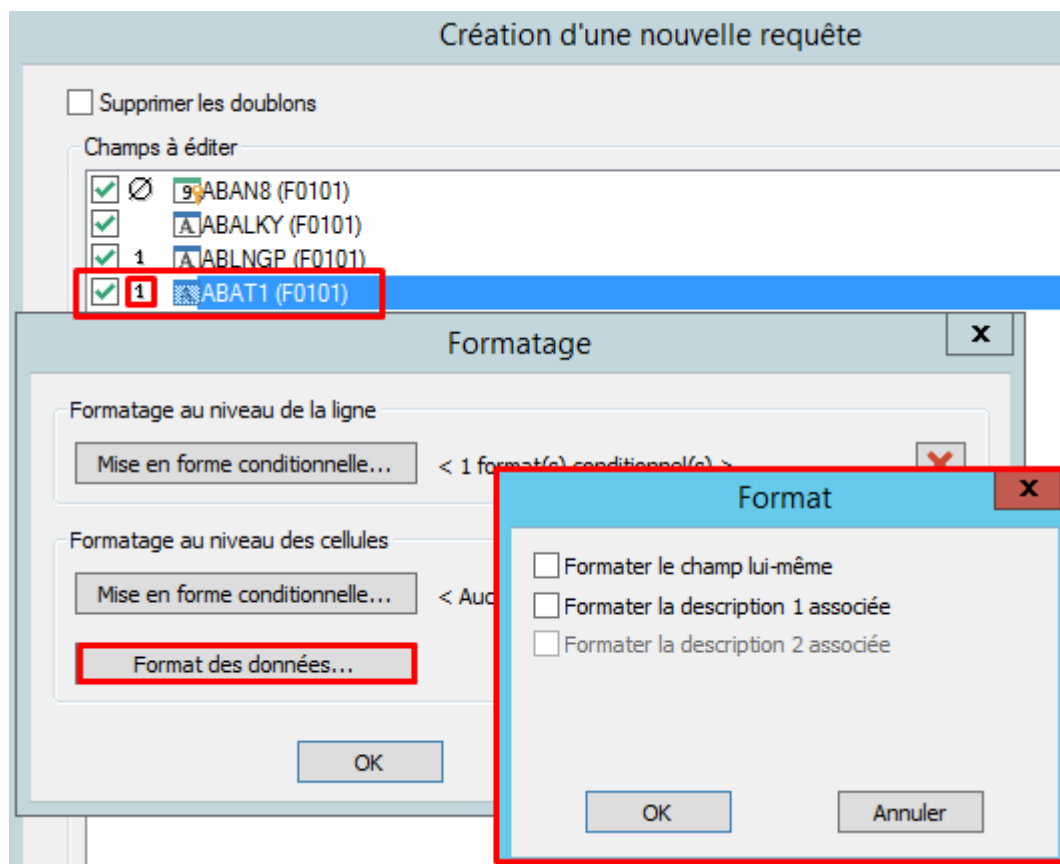 Création d'une nouvelle requête
Supprimer les doublons
Champs à éditer
ABAN8 (F0101)
ABALKY (F0101)
1 ABLNGP (F0101)
1 ABAT1 (F0101)
Formatage
Formatage au niveau de la ligne
Mise en forme conditionnelle... < 1 format(s) conditionnel(s) >
Formatage au niveau des cellules
Mise en forme conditionnelle... < Auc
Format des données...
OK
Format
Formater le champ lui-même
Formater la description 1 associée
Formater la description 2 associée
OK Annuler